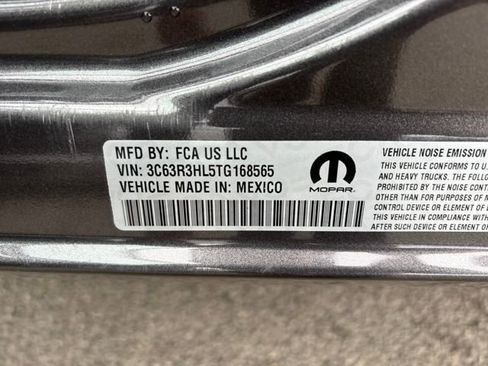 MFD BY: FCA US LLC
VIN: 3C63R3HL5TG168565
VEHICLE MADE IN: MEXICO
MOPAR
VEHICLE NOISE EMISSION
THIS VEHICLE CONFORMS TO
AND HEAVY TRUCKS. THE FOLLO
PROHIBITED BY THE NOISE CONT
OTHER THAN FOR PURPOSES OF MAI
CONTROL DEVICE OR ELEMENT OF D
THIS VEHICLE IN COMPLIANCE WITH
AFTER SUCH DEVICE OR ELEMENT OF